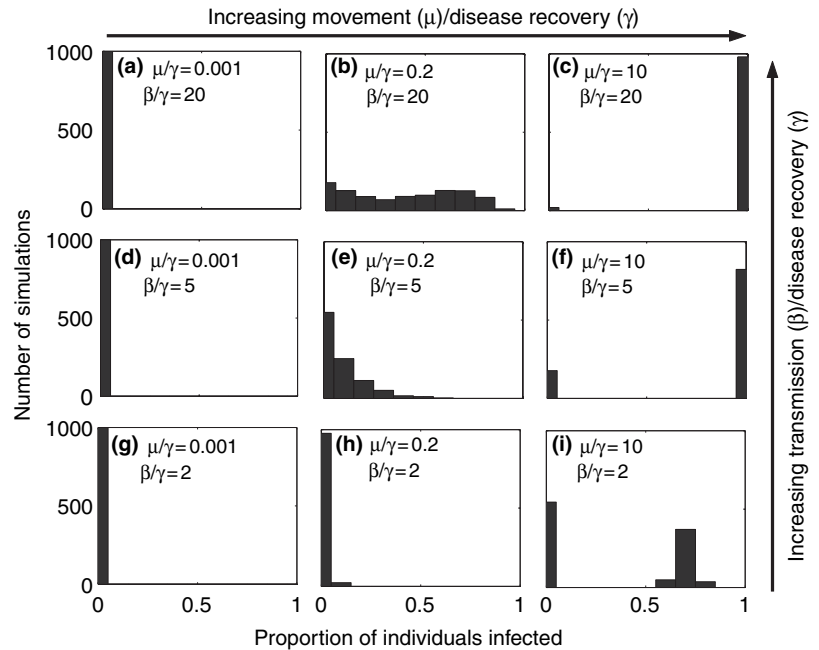 Increasing movement (μ)/disease recovery (γ)
Number of simulations
1000
500
0
(a) μ/γ=0.001
β/γ=20
(b) μ/γ=0.2
β/γ=20
(c) μ/γ=10
β/γ=20
1000
500
0
(d) μ/γ=0.001
β/γ=5
(e) μ/γ=0.2
β/γ=5
(f) μ/γ=10
β/γ=5
1000
500
0
(g) μ/γ=0.001
β/γ=2
(h) μ/γ=0.2
β/γ=2
(i) μ/γ=10
β/γ=2
0 0.5 1 0.5 1 0.5 1
Proportion of individuals infected
Increasing transmission (β)/disease recovery (γ)